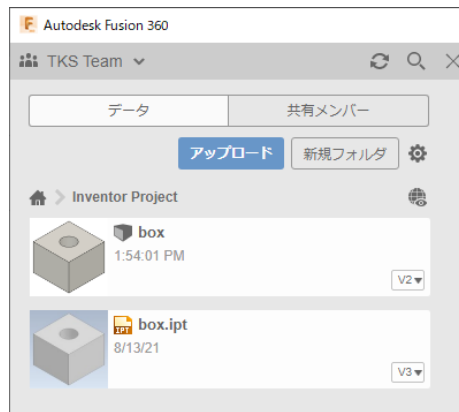 Autodesk Fusion 360
TKS Team
データ 共有メンバー
アップロード 新規フォルダ
Inventor Project
box
1:54:01 PM
V2
IPT box.ipt
8/13/21
V3